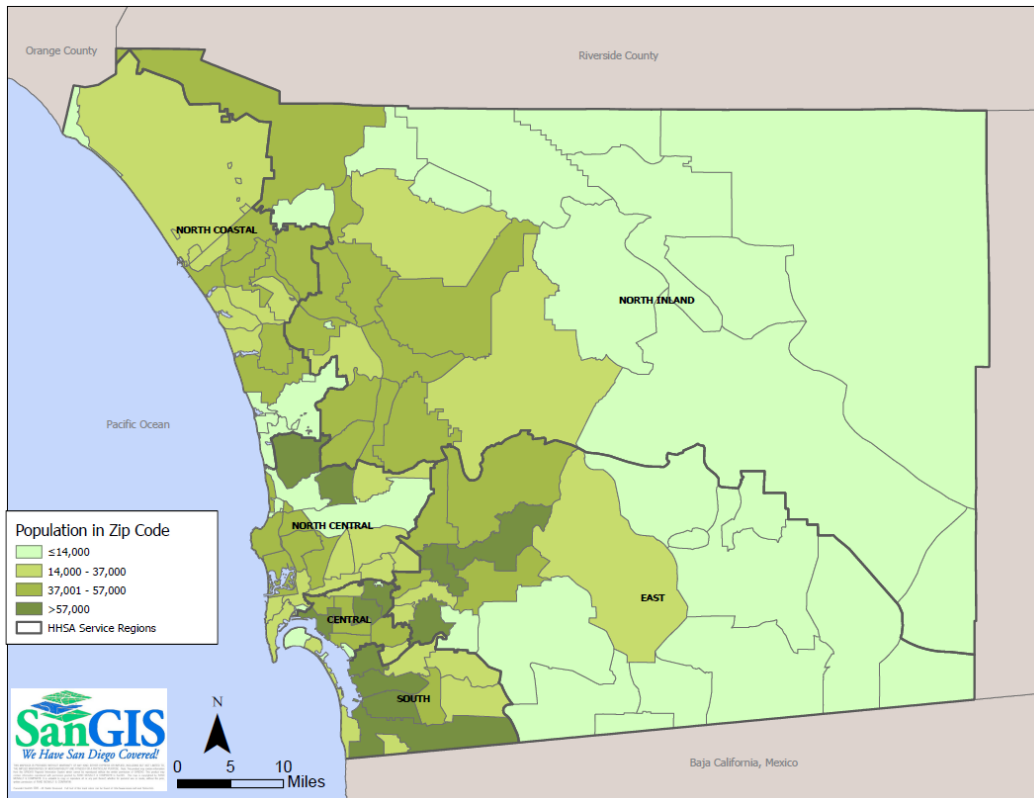 Orange County
Riverside County
NORTH COASTAL
NORTH INLAND
Pacific Ocean
Population in Zip Code
≤14,000
14,000 - 37,000
37,001 - 57,000
>57,000
HHSA Service Regions
NORTH CENTRAL
EAST
CENTRAL
SOUTH
SanGIS
We Have San Diego Covered!
N
0 5 10
Miles
Baja California, Mexico